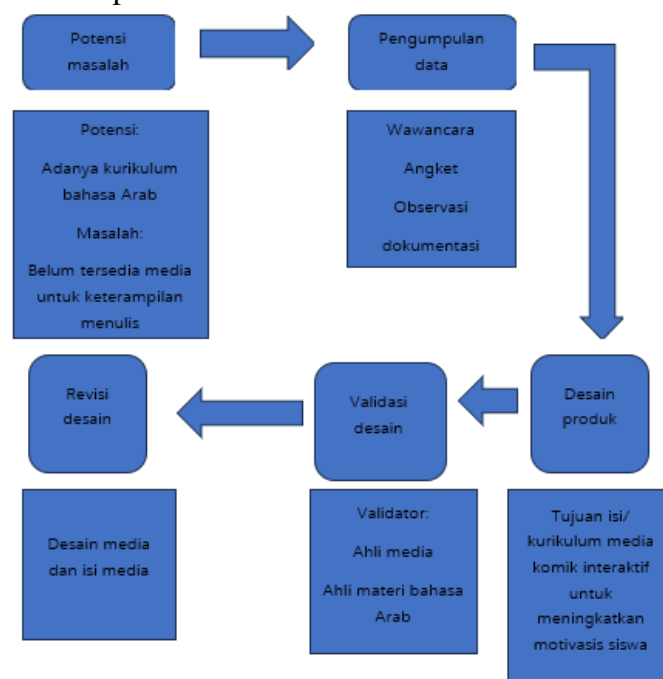 Potensi
masalah
Pengumpulan
data
Potensi:
Adanya kurikulum
bahasa Arab
Masalah:
Belum tersedia media
untuk keterampilan
menulis
Wawancara
Angket
Observasi
dokumentasi
Revisi
desain
Validasi
desain
Desain
produk
Desain media
dan isi media
Validator:
Ahli media
Ahli materi bahasa
Arab
Tujuan isi/
kurikulum media
komik interaktif
untuk
meningkatkan
motivasis siswa